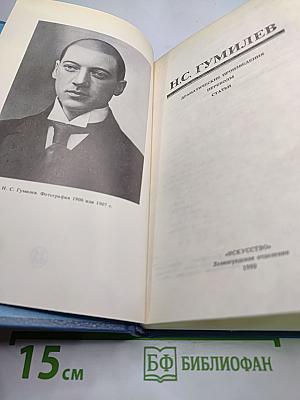 Н. С. Гумилев. Фотография 1906 или 1907 г.
Н.С. ГУМИЛЕВ
ДРАМАТИЧЕСКИЕ ПРОИЗВЕДЕНИЯ
ПЕРЕВОДЫ
СТАТЬИ
«ИСКУССТВО»
Ленинградское отделение
1990
15 см
БФ БИБЛИОФАН